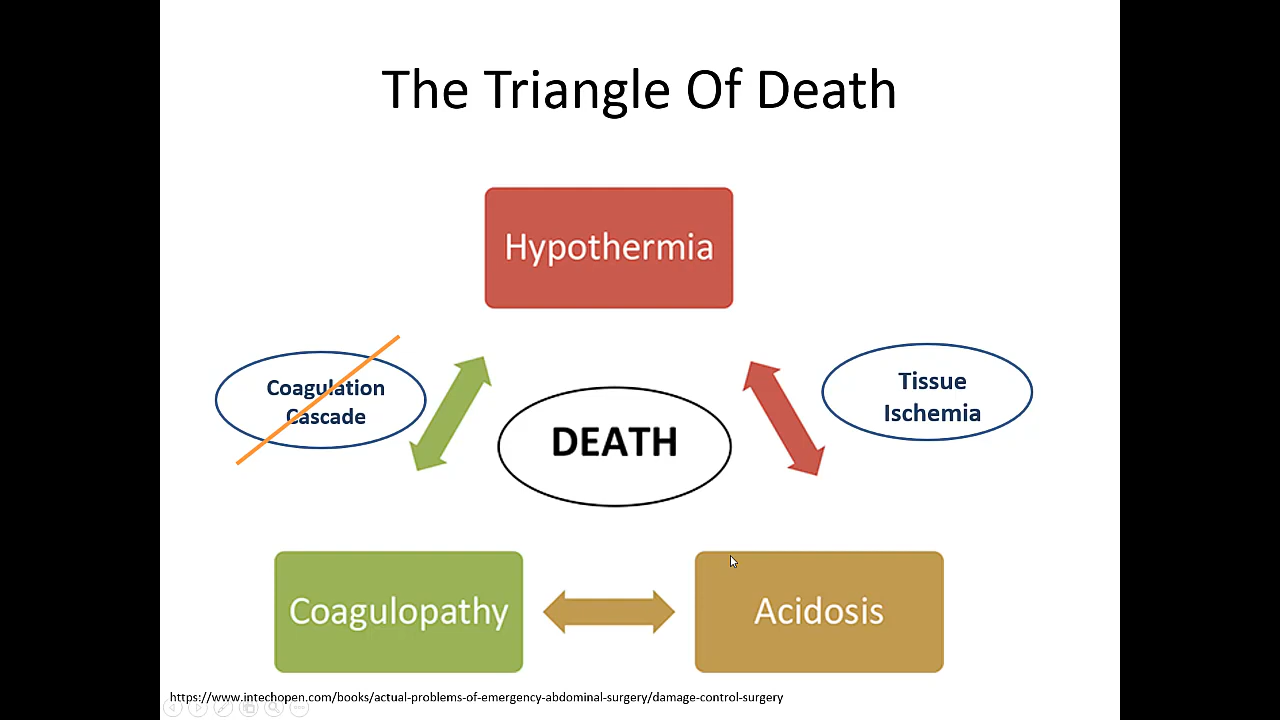 The Triangle Of Death
Hypothermia
Coagulation
Cascade
Tissue
Ischemia
DEATH
Coagulopathy
Acidosis
https://www.intechopen.com/books/actual-problems-of-emergency-abdominal-surgery/damage-control-surgery